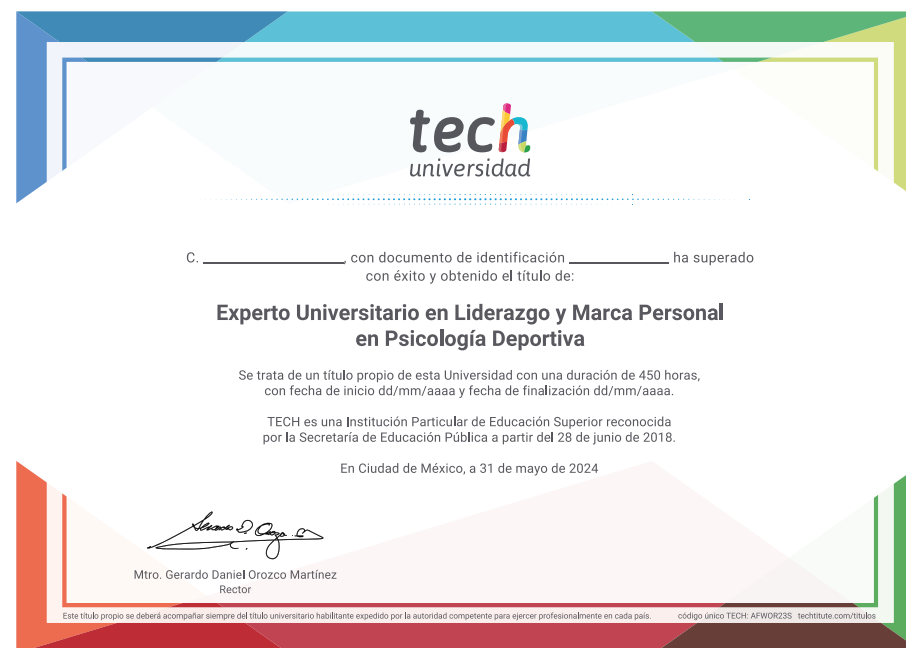 tech
universidad
C. ____________________, con documento de identificación ______________ ha superado
con éxito y obtenido el título de:
Experto Universitario en Liderazgo y Marca Personal
en Psicología Deportiva
Se trata de un título propio de esta Universidad con una duración de 450 horas,
con fecha de inicio dd/mm/aaaa y fecha de finalización dd/mm/aaaa.
TECH es una Institución Particular de Educación Superior reconocida
por la Secretaría de Educación Pública a partir del 28 de junio de 2018.
En Ciudad de México, a 31 de mayo de 2024
Mtro. Gerardo Daniel Orozco Martínez
Rector
Este título propio se deberá acompañar siempre del título universitario habilitante expedido por la autoridad competente para ejercer profesionalmente en cada país. código único TECH: AFWOR23S techtitute.com/titulos